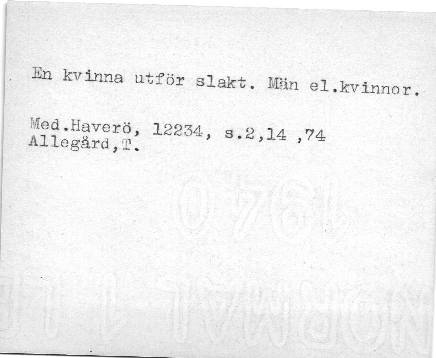 En kvinna utför slakt. Män el.kvinnor.
Med.Haverö, 12234, s.2,14 ,74
Allegård,T.